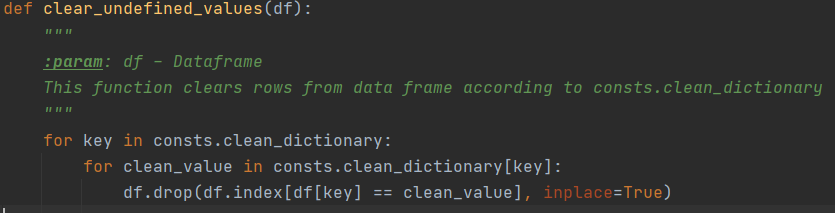 def clear_undefined_values(df):
    """
    :param: df - Dataframe
    This function clears rows from data frame according to consts.clean_dictionary
    """
    for key in consts.clean_dictionary:
        for clean_value in consts.clean_dictionary[key]:
            df.drop(df.index[df[key] == clean_value], inplace=True)